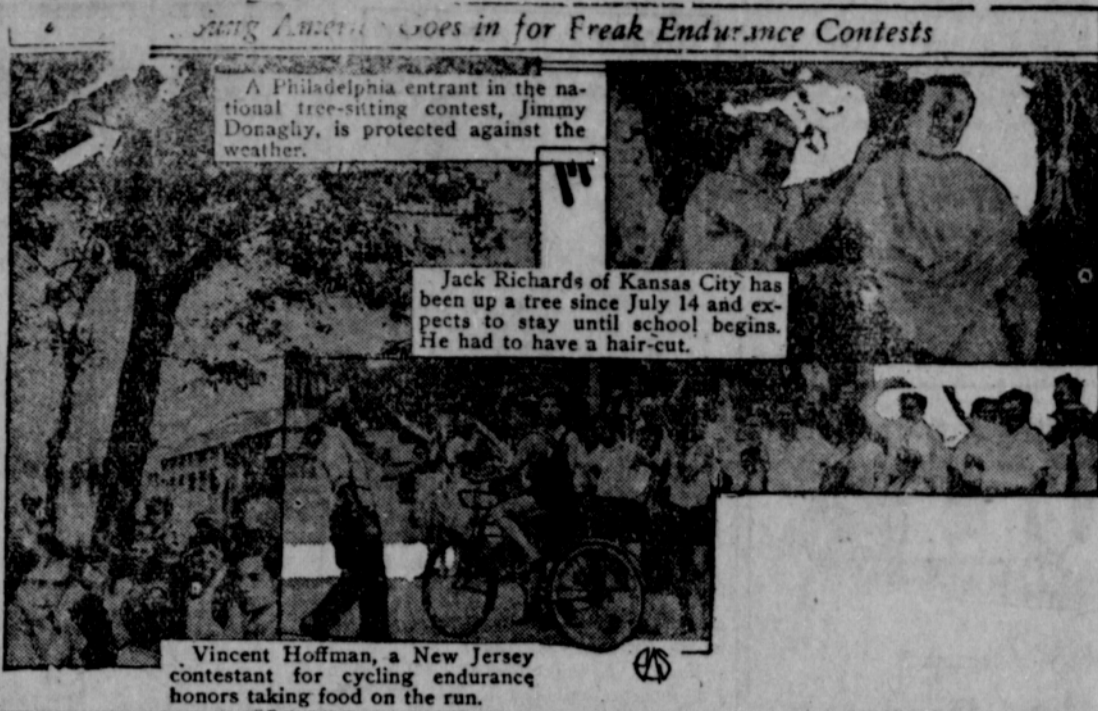 Goes in for Freak Endurance Contests
A Philadelphia entrant in the na-
tional tree-sitting contest, Jimmy
Donaghy, is protected against the
weather.
Jack Richards of Kansas City has
been up a tree since July 14 and ex-
pects to stay until school begins.
He had to have a hair-cut.
Vincent Hoffman, a New Jersey
contestant for cycling endurance
honors taking food on the run.